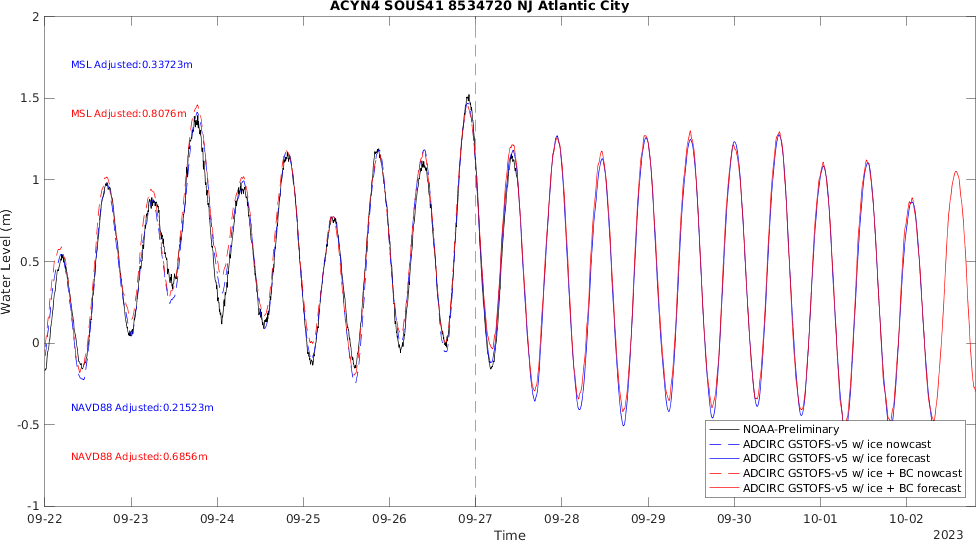 ACYN4 SOUS41 8534720 NJ Atlantic City
2
1.5
1
0.5
0
-0.5
-1
Water Level (m)
MSL Adjusted:0.33723m
MSL Adjusted:0.8076m
NAVD88 Adjusted:0.21523m
NAVD88 Adjusted:0.6856m
NOAA-Preliminary
ADCIRC GSTOFS-v5 w/ ice nowcast
ADCIRC GSTOFS-v5 w/ ice forecast
ADCIRC GSTOFS-v5 w/ ice + BC nowcast
ADCIRC GSTOFS-v5 w/ ice + BC forecast
09-22 09-23 09-24 09-25 09-26 09-27 09-28 09-29 09-30 10-01 10-02
Time
2023